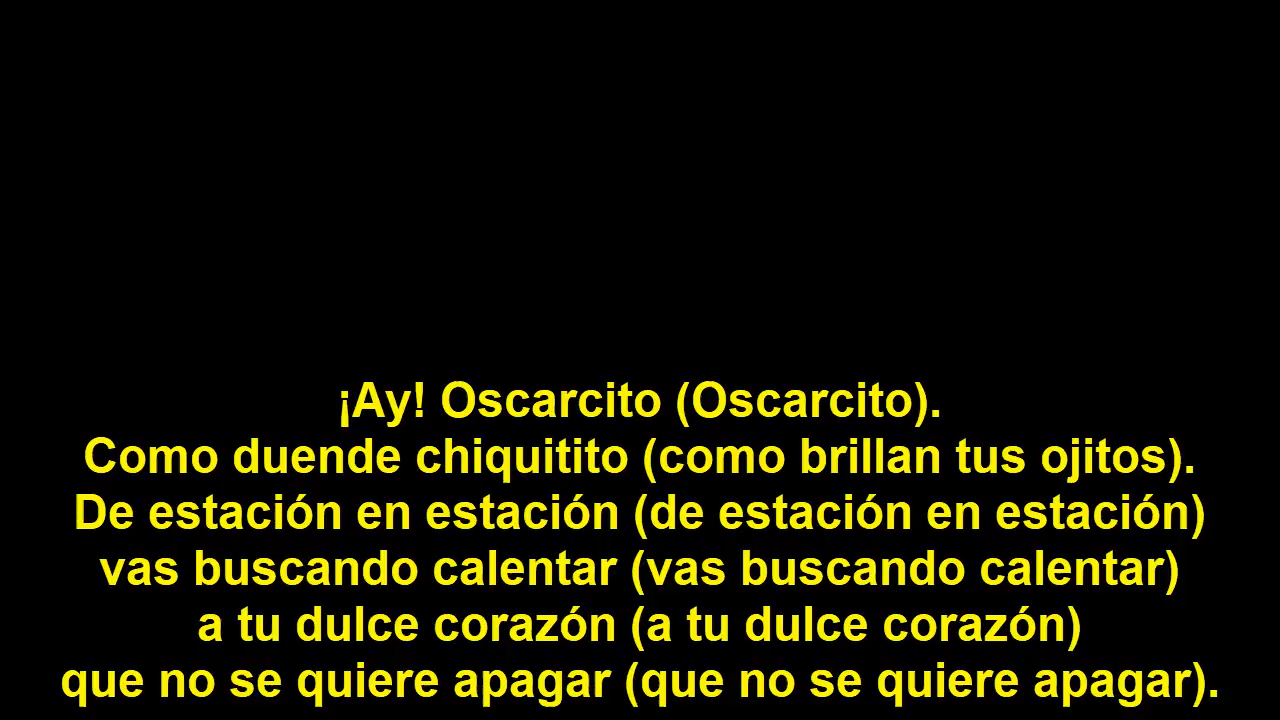 ¡Ay! Oscarcito (Oscarcito).
Como duende chiquitito (como brillan tus ojitos).
De estación en estación (de estación en estación)
vas buscando calentar (vas buscando calentar)
a tu dulce corazón (a tu dulce corazón)
que no se quiere apagar (que no se quiere apagar).